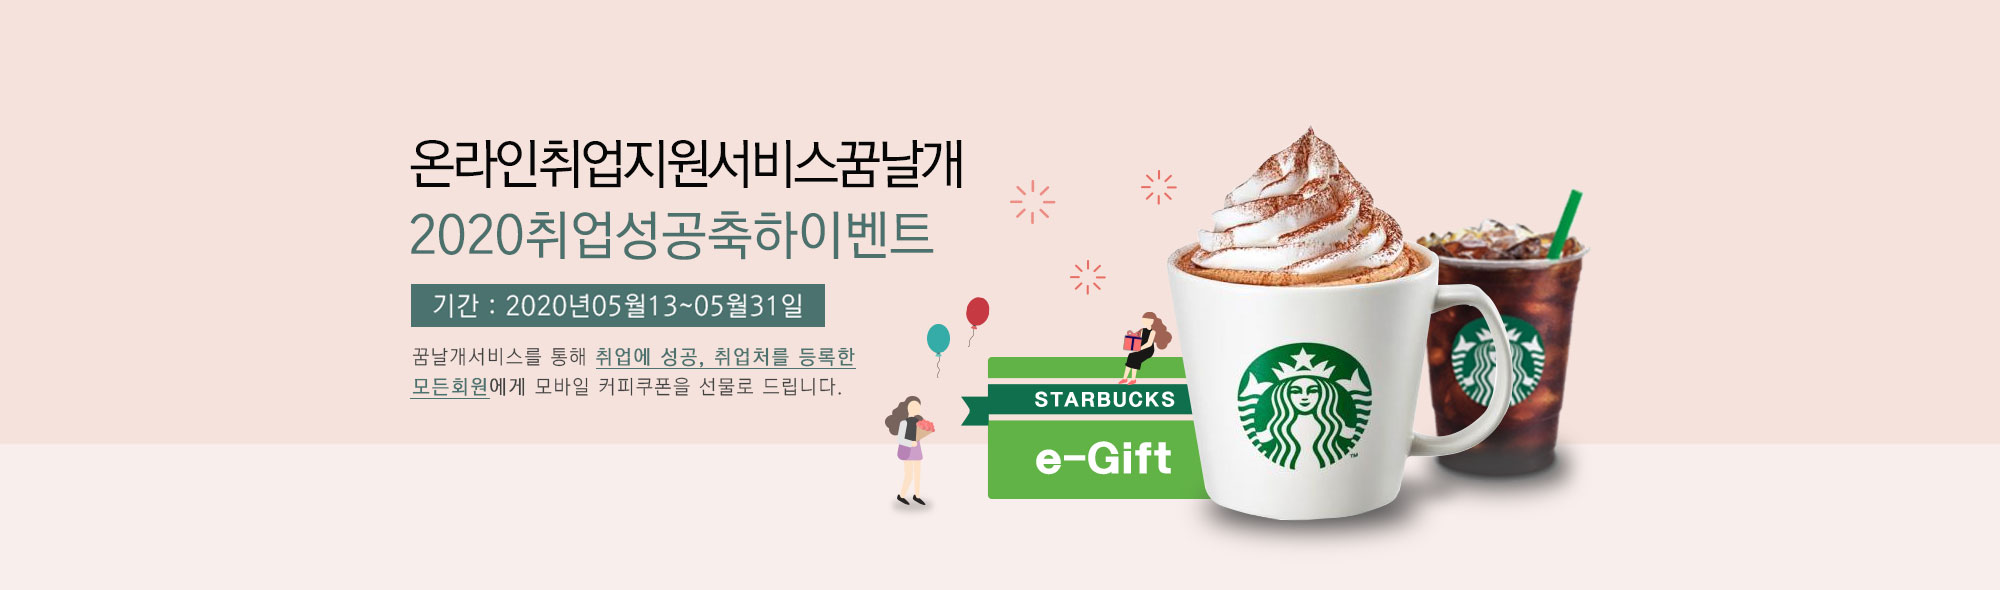 온라인취업지원서비스꿈날개
2020취업성공축하이벤트
기간 : 2020년05월13~05월31일
꿈날개서비스를 통해 취업에 성공, 취업처를 등록한
모든회원에게 모바일 커피쿠폰을 선물로 드립니다.
STARBUCKS
e-Gift
TM